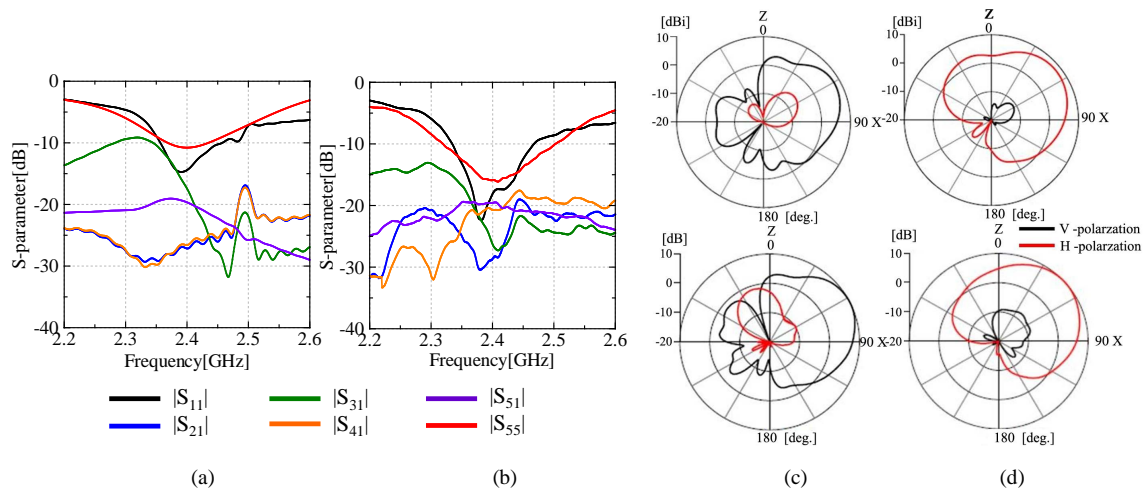 S-parameter [dB]
0
-10
-20
-30
-40
2.2 2.3 2.4 2.5 2.6
Frequency[GHz]
S-parameter [dB]
0
-10
-20
-30
-40
2.2 2.3 2.4 2.5 2.6
Frequency[GHz]
|S11|
|S31|
|S51|
|S21|
|S41|
|S55|
(a)
(b)
[dBi]
Z
0
10
0
-10
-20
90 X
180 [deg.]
[dBi]
Z
0
10
0
-10
-20
90 X
180 [deg.]
V -polarzation
H -polarzation
[dB]
Z
0
10
0
-10
-20
90 X
180 [deg.]
[dBi]
Z
0
10
0
-10
-20
90 X
180 [deg.]
(c)
(d)